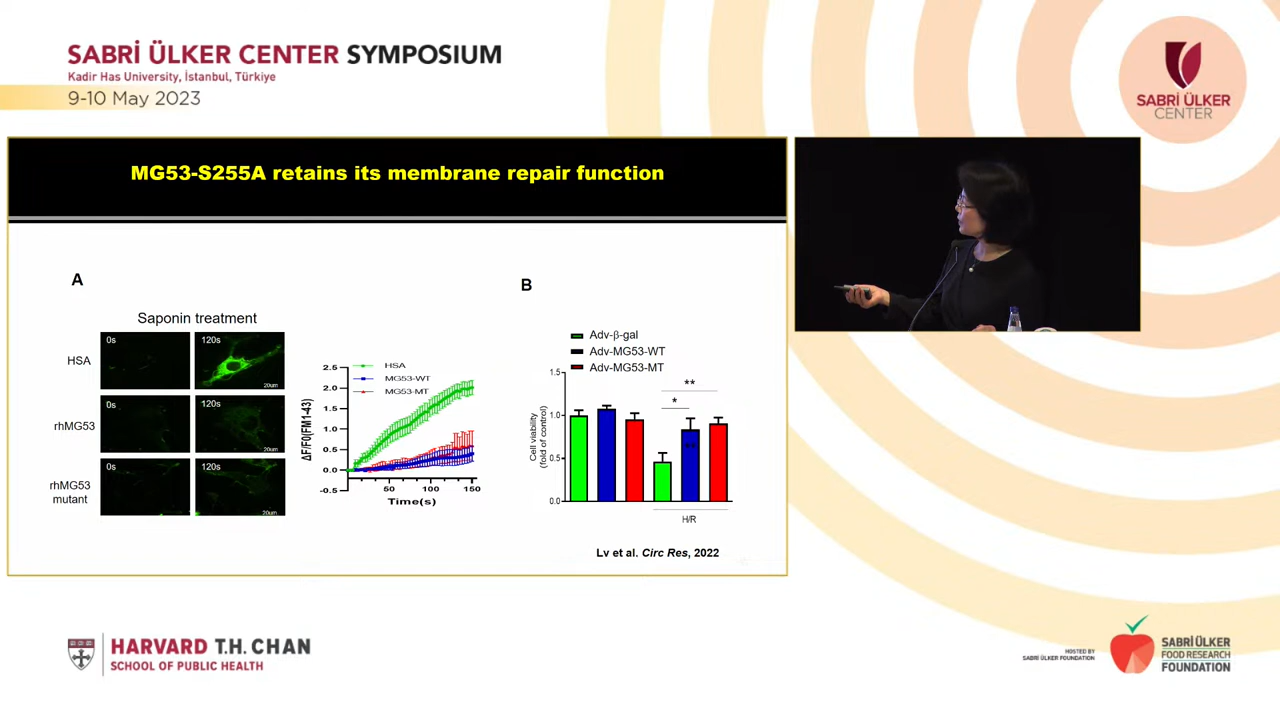 SABRİ ÜLKER CENTER SYMPOSIUM
Kadir Has University, İstanbul, Türkiye
9-10 May 2023
SABRİ ÜLKER
CENTER
MG53-S255A retains its membrane repair function
A
Saponin treatment
HSA
0s
120s
20um
rhMG53
0s
120s
20um
rhMG53
mutant
0s
120s
20um
HSA
MG53-WT
MG53-MT
ΔF/F0(FM1-43)
2.5
2.0
1.5
1.0
0.5
0.0
-0.5
50
100
150
Time(s)
B
Adv-β-gal
Adv-MG53-WT
Adv-MG53-MT
Cell viability
(fold of control)
1.5
1.0
0.5
0.0
**
*
H/R
Lv et al. Circ Res, 2022
HARVARD T.H. CHAN
SCHOOL OF PUBLIC HEALTH
HOSTED BY
SABRİ ÜLKER FOUNDATION
SABRİ ÜLKER
FOOD RESEARCH
FOUNDATION